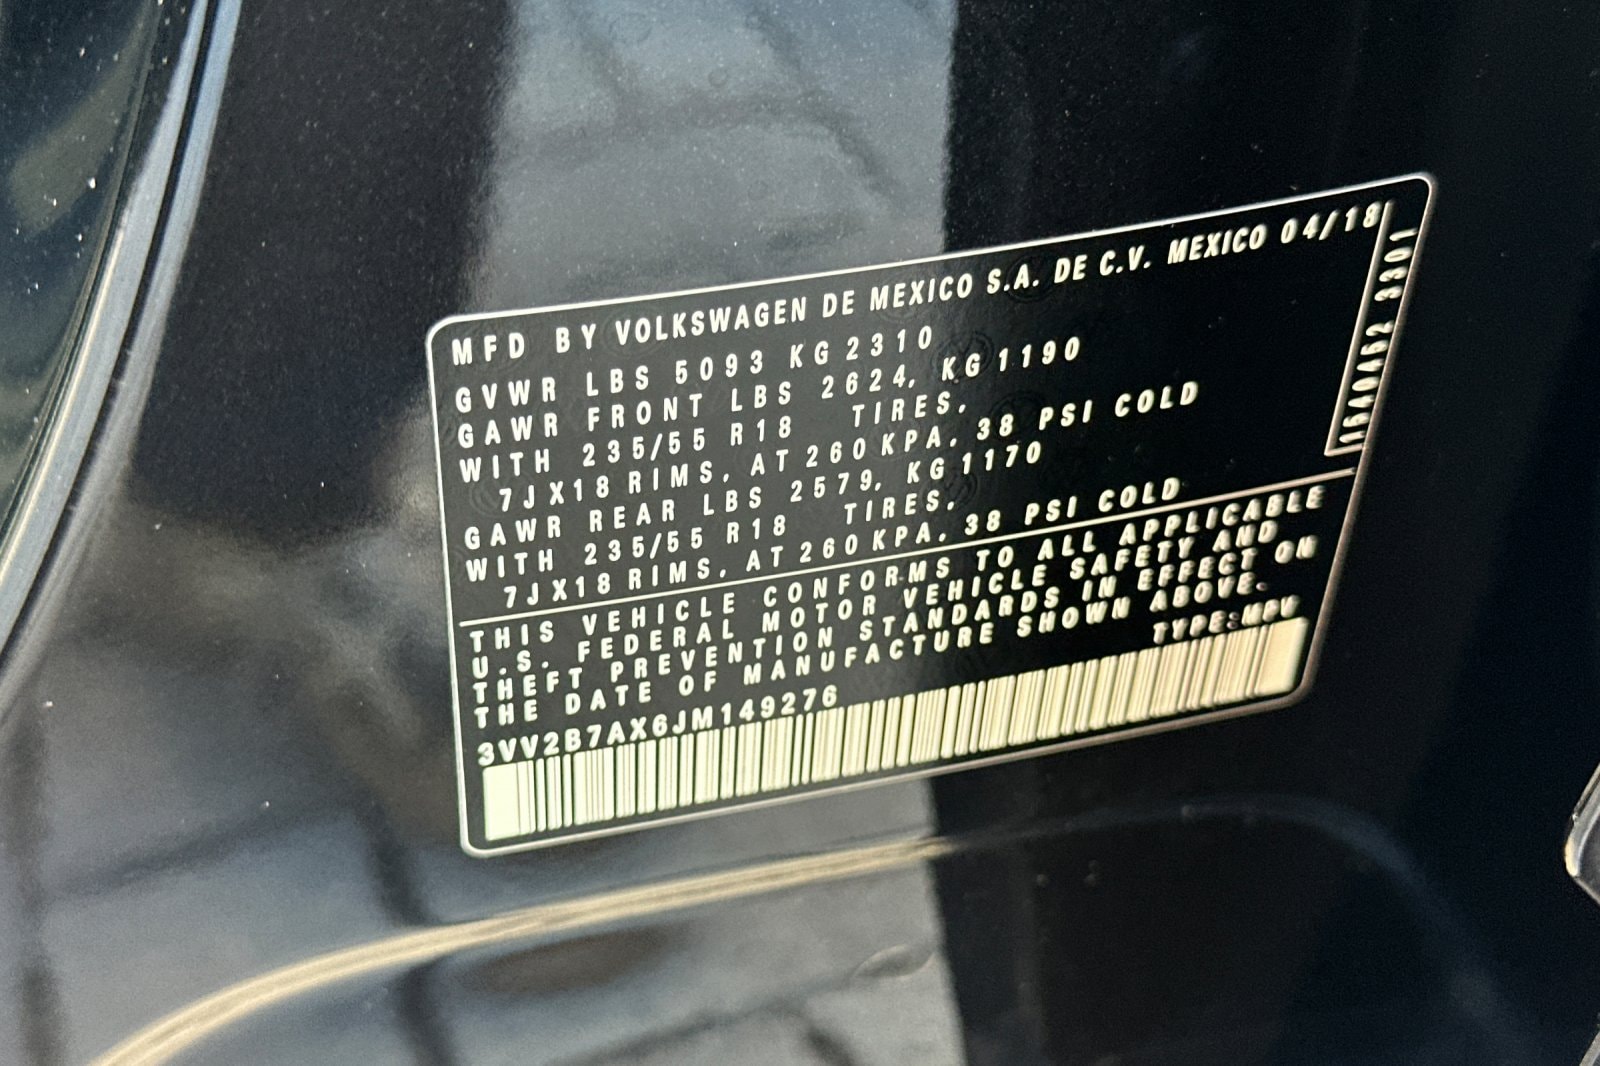 MFD BY VOLKSWAGEN DE MEXICO S.A. DE C.V. MEXICO 04/18
GVWR LBS 5093 KG 2310
GAWR FRONT LBS 2624, KG 1190
WITH 235/55 R18 TIRES,
7JX18 RIMS, AT 260 KPA, 38 PSI COLD
GAWR REAR LBS 2579, KG 1170
WITH 235/55 R18 TIRES,
7JX18 RIMS, AT 260 KPA, 38 PSI COLD
THIS VEHICLE CONFORMS TO ALL APPLICABLE
U.S. FEDERAL MOTOR VEHICLE SAFETY AND
THEFT PREVENTION STANDARDS IN EFFECT ON
THE DATE OF MANUFACTURE SHOWN ABOVE.
TYPE:MPV
3VV2B7AX6JM149276